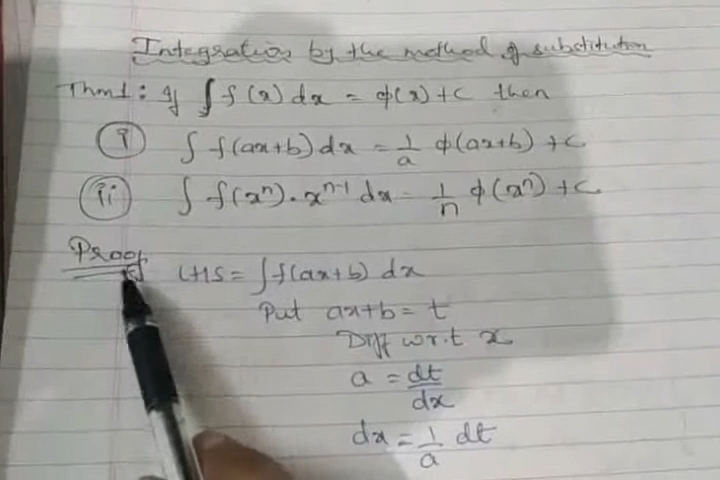 Integration by the method of substitution
Thm1: If ∫ f(x) dx = φ(x) + c then
(i) ∫ f(ax+b) dx = 1/a φ(ax+b) + c
(ii) ∫ f(xⁿ) · xⁿ⁻¹ dx = 1/n φ(xⁿ) + c
Proof LHS = ∫ f(ax+b) dx
Put ax+b = t
Diff w.r.t x
a = dt/dx
dx = 1/a dt